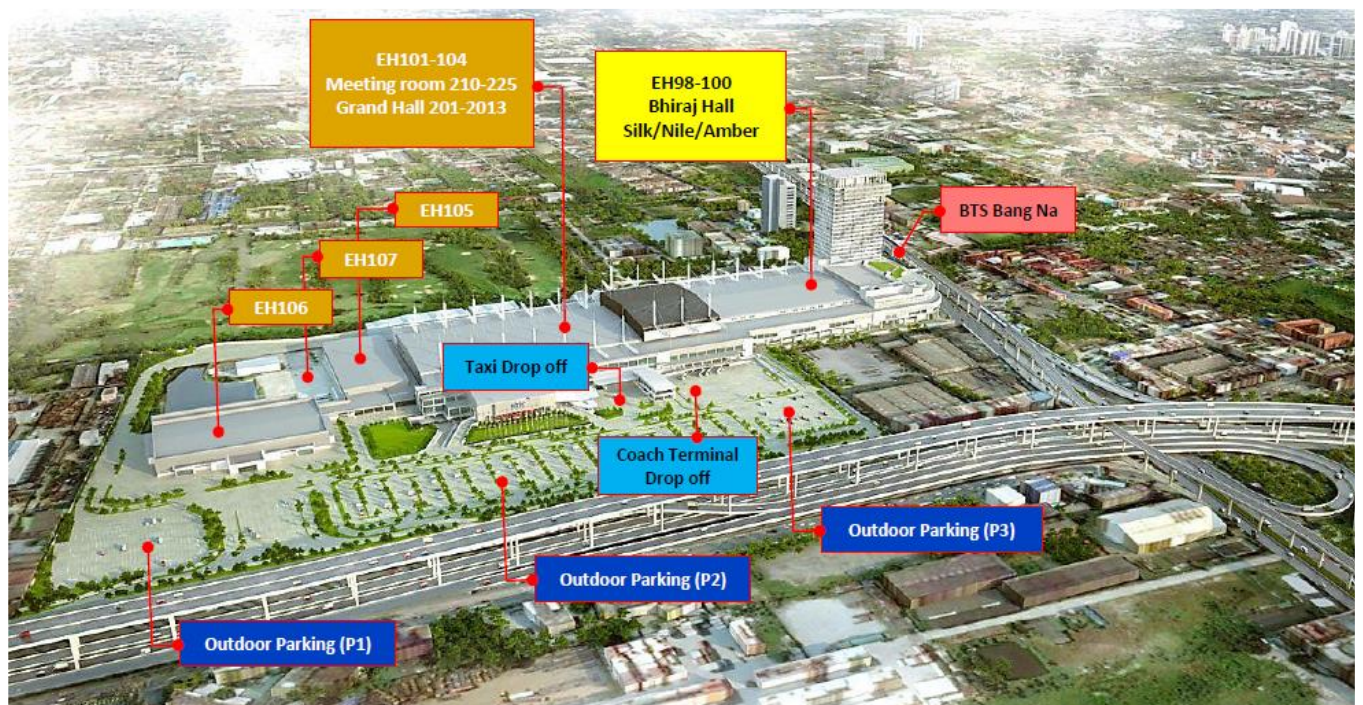 EH101-104
Meeting room 210-225
Grand Hall 201-2013
EH98-100
Bhiraj Hall
Silk/Nile/Amber
EH105
BTS Bang Na
EH107
EH106
Taxi Drop off
Coach Terminal
Drop off
Outdoor Parking (P3)
Outdoor Parking (P2)
Outdoor Parking (P1)